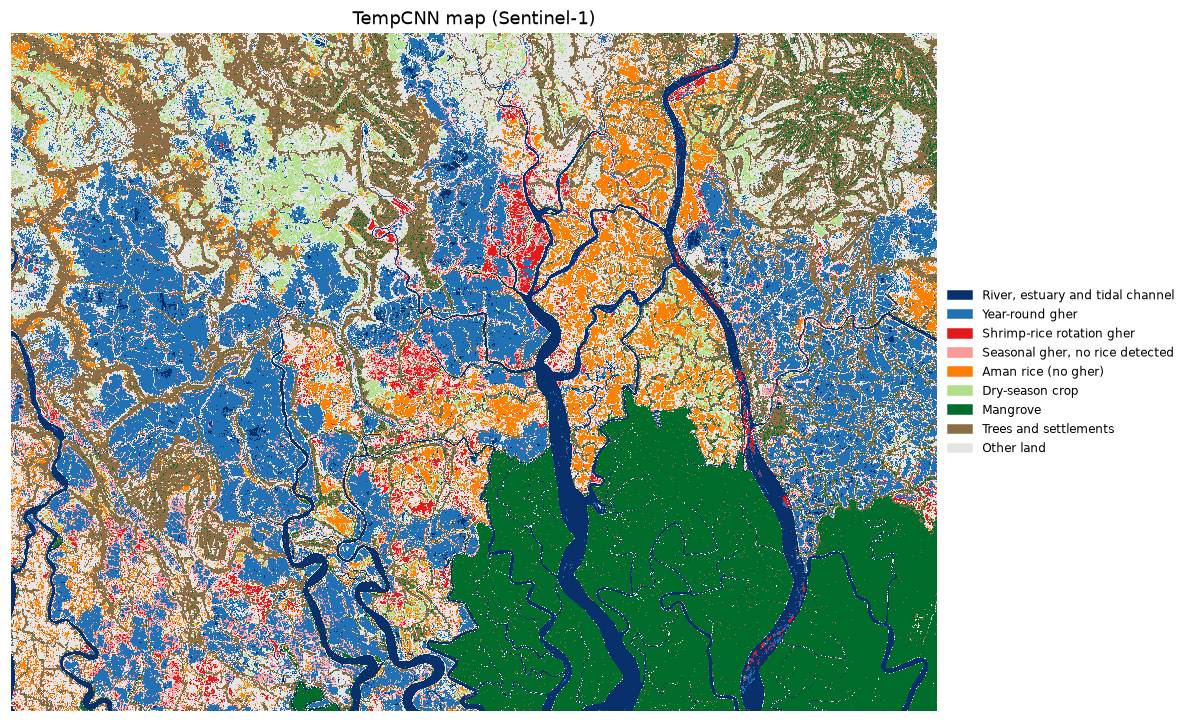 TempCNN map (Sentinel-1)
River, estuary and tidal channel
Year-round gher
Shrimp-rice rotation gher
Seasonal gher, no rice detected
Aman rice (no gher)
Dry-season crop
Mangrove
Trees and settlements
Other land